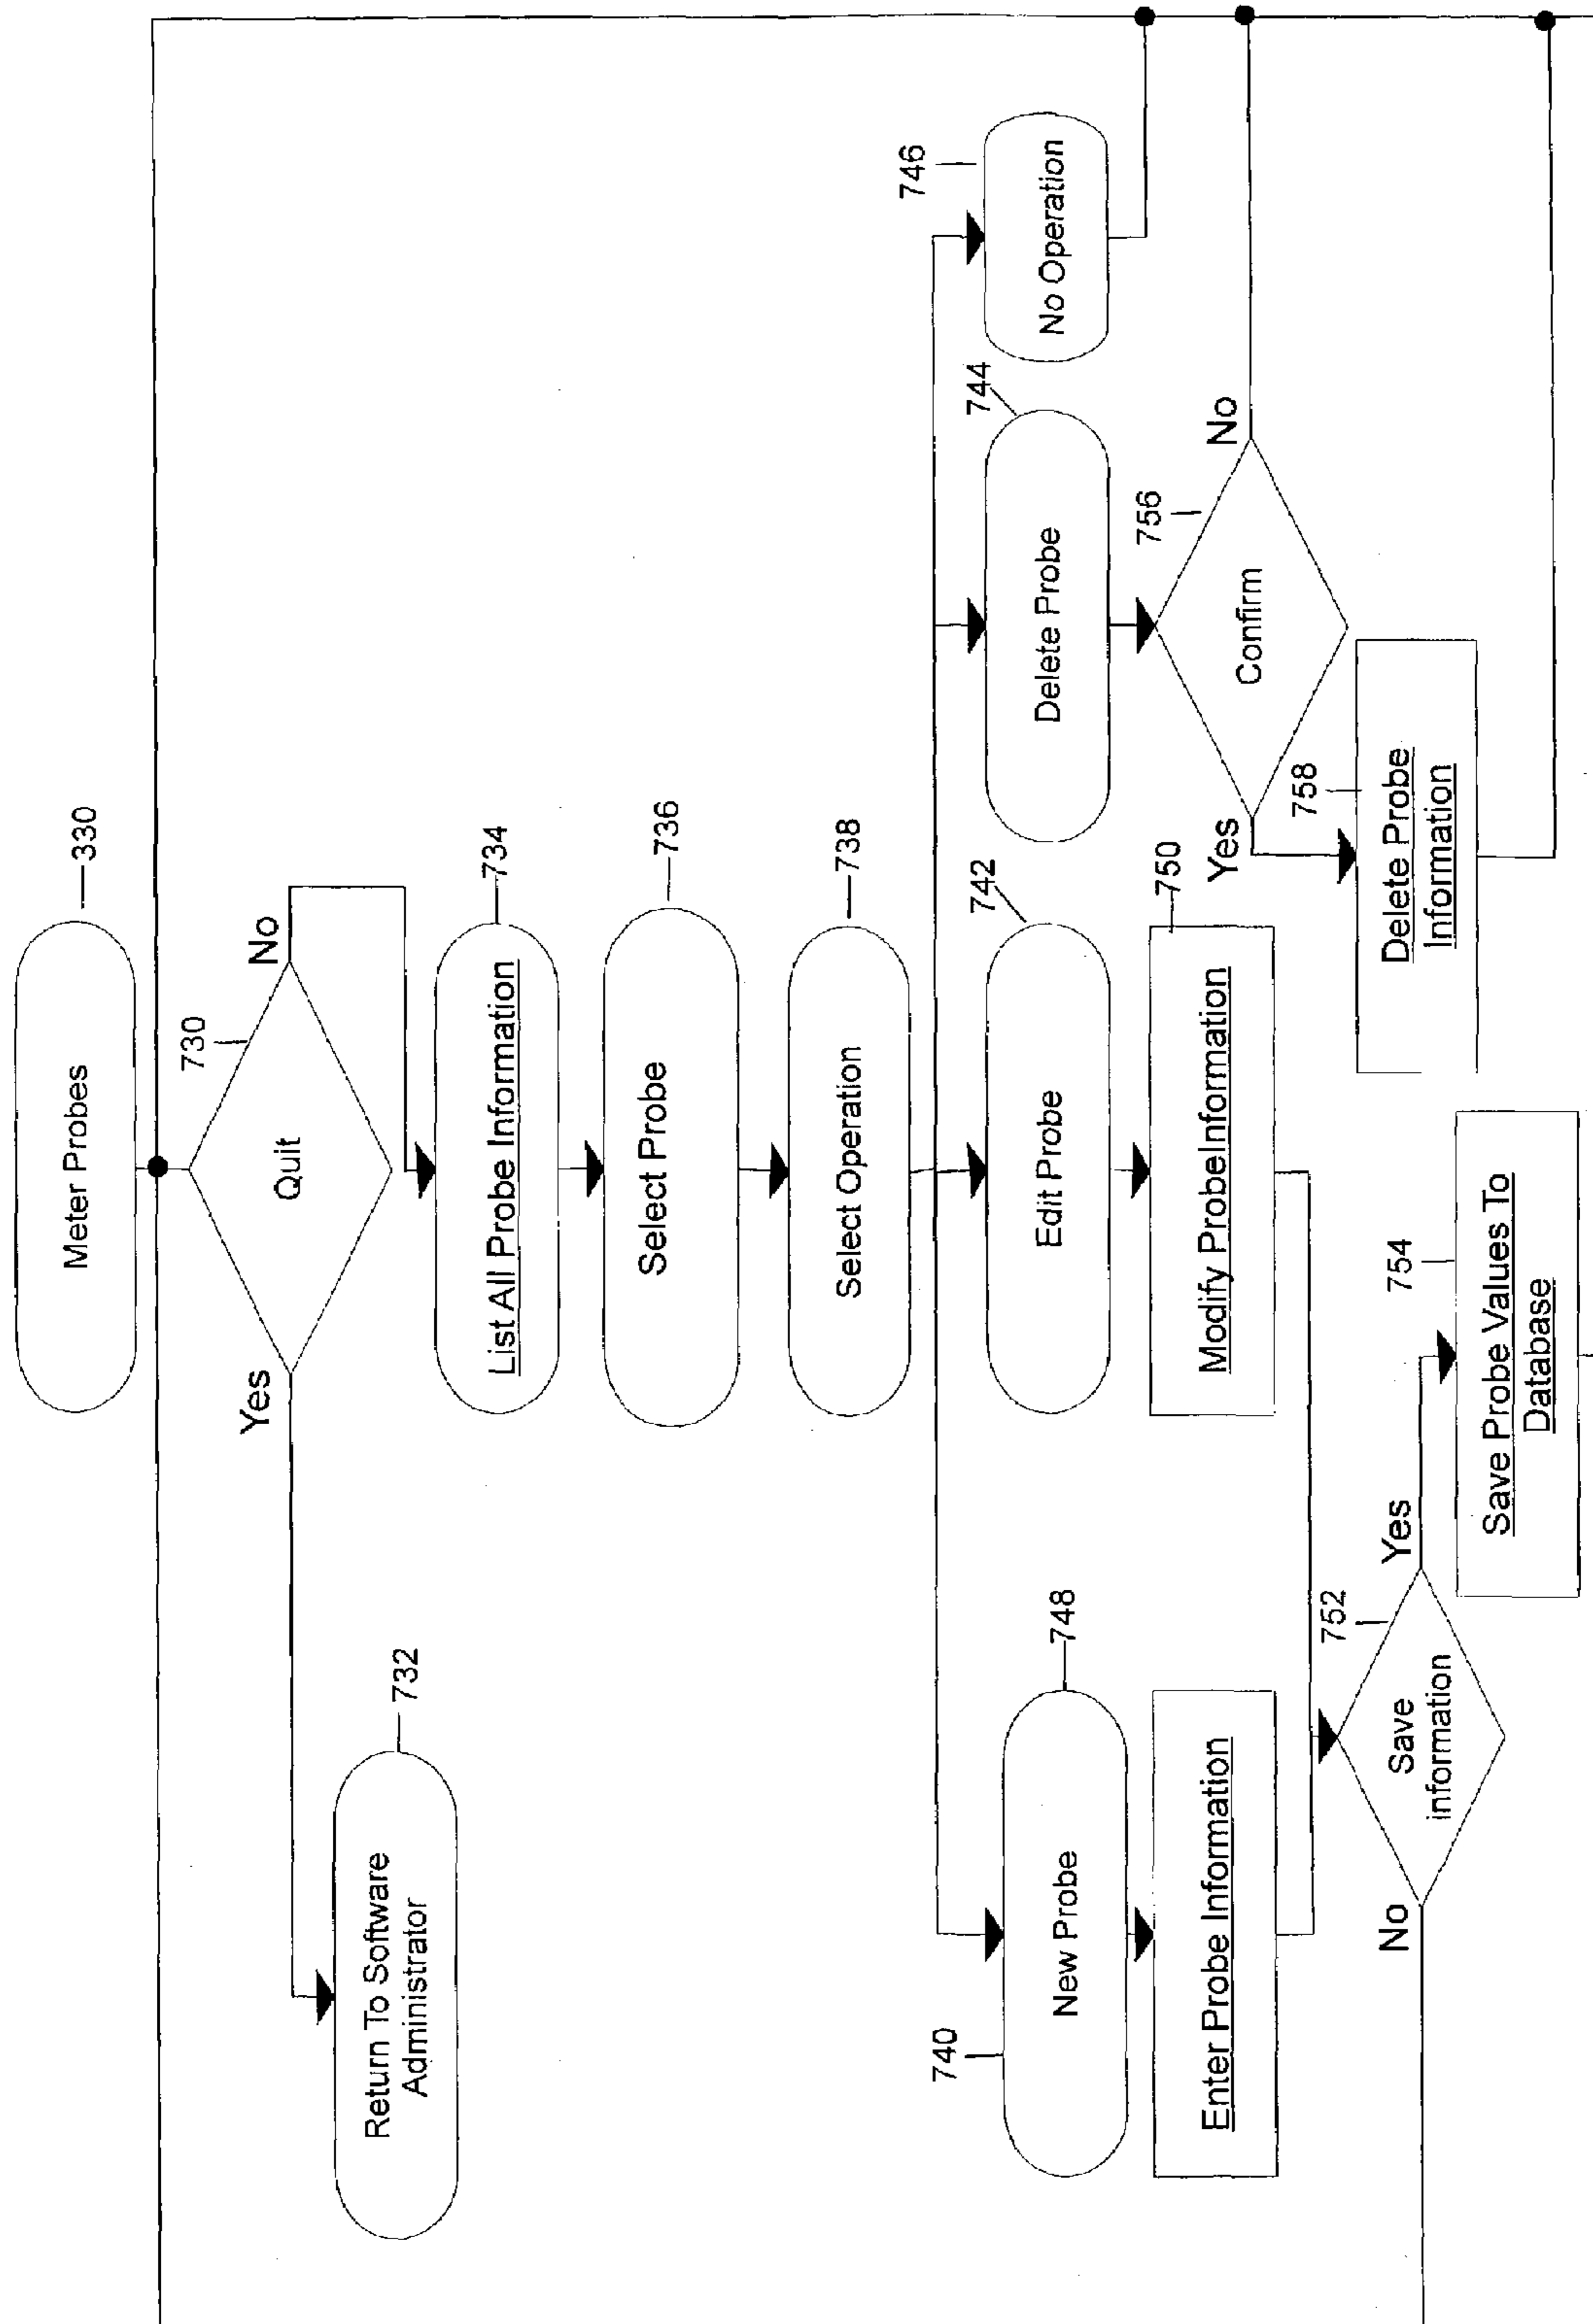 Meter Probes
330
730
Quit
No
Yes
Return To Software
Administrator
732
List All Probe Information
734
Select Probe
736
Select Operation
738
740
New Probe
748
Edit Probe
742
Delete Probe
744
No Operation
746
Enter Probe Information
Modify ProbeInformation
750
Confirm
756
No
Yes
Save
information
752
No
Yes
Save Probe Values To
Database
754
Delete Probe
Information
758